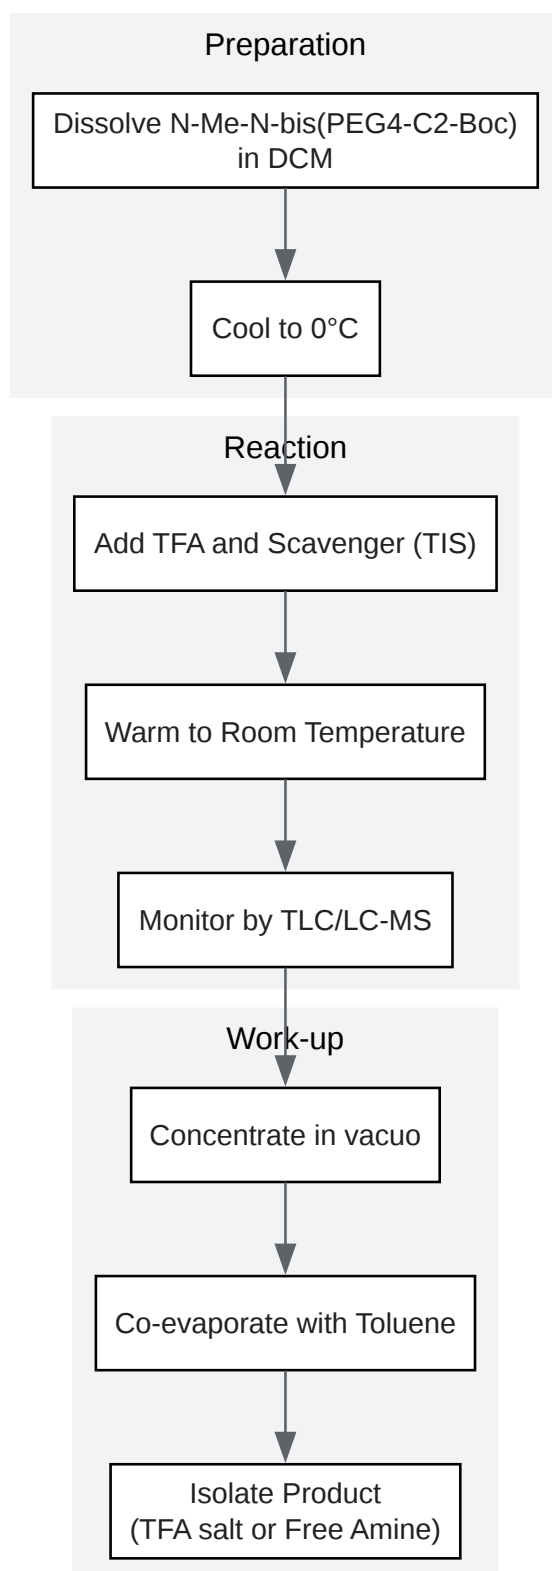 Preparation
Dissolve N-Me-N-bis(PEG4-C2-Boc)
in DCM
Cool to 0°C
Reaction
Add TFA and Scavenger (TIS)
Warm to Room Temperature
Monitor by TLC/LC-MS
Work-up
Concentrate in vacuo
Co-evaporate with Toluene
Isolate Product
(TFA salt or Free Amine)